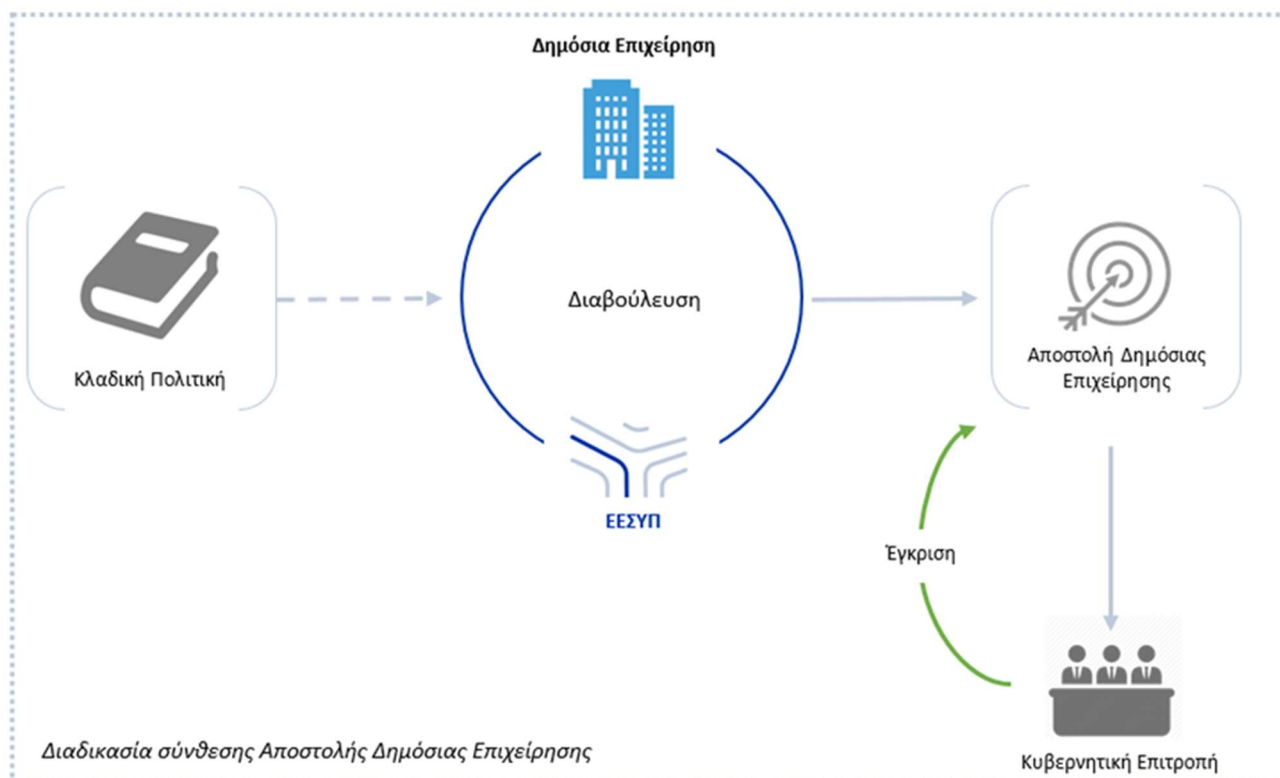 Δημόσια Επιχείρηση
Διαβούλευση
Κλαδική Πολιτική
ΕΕΣΥΠ
Αποστολή Δημόσιας
Επιχείρησης
Έγκριση
Κυβερνητική Επιτροπή
Διαδικασία σύνθεσης Αποστολής Δημόσιας Επιχείρησης